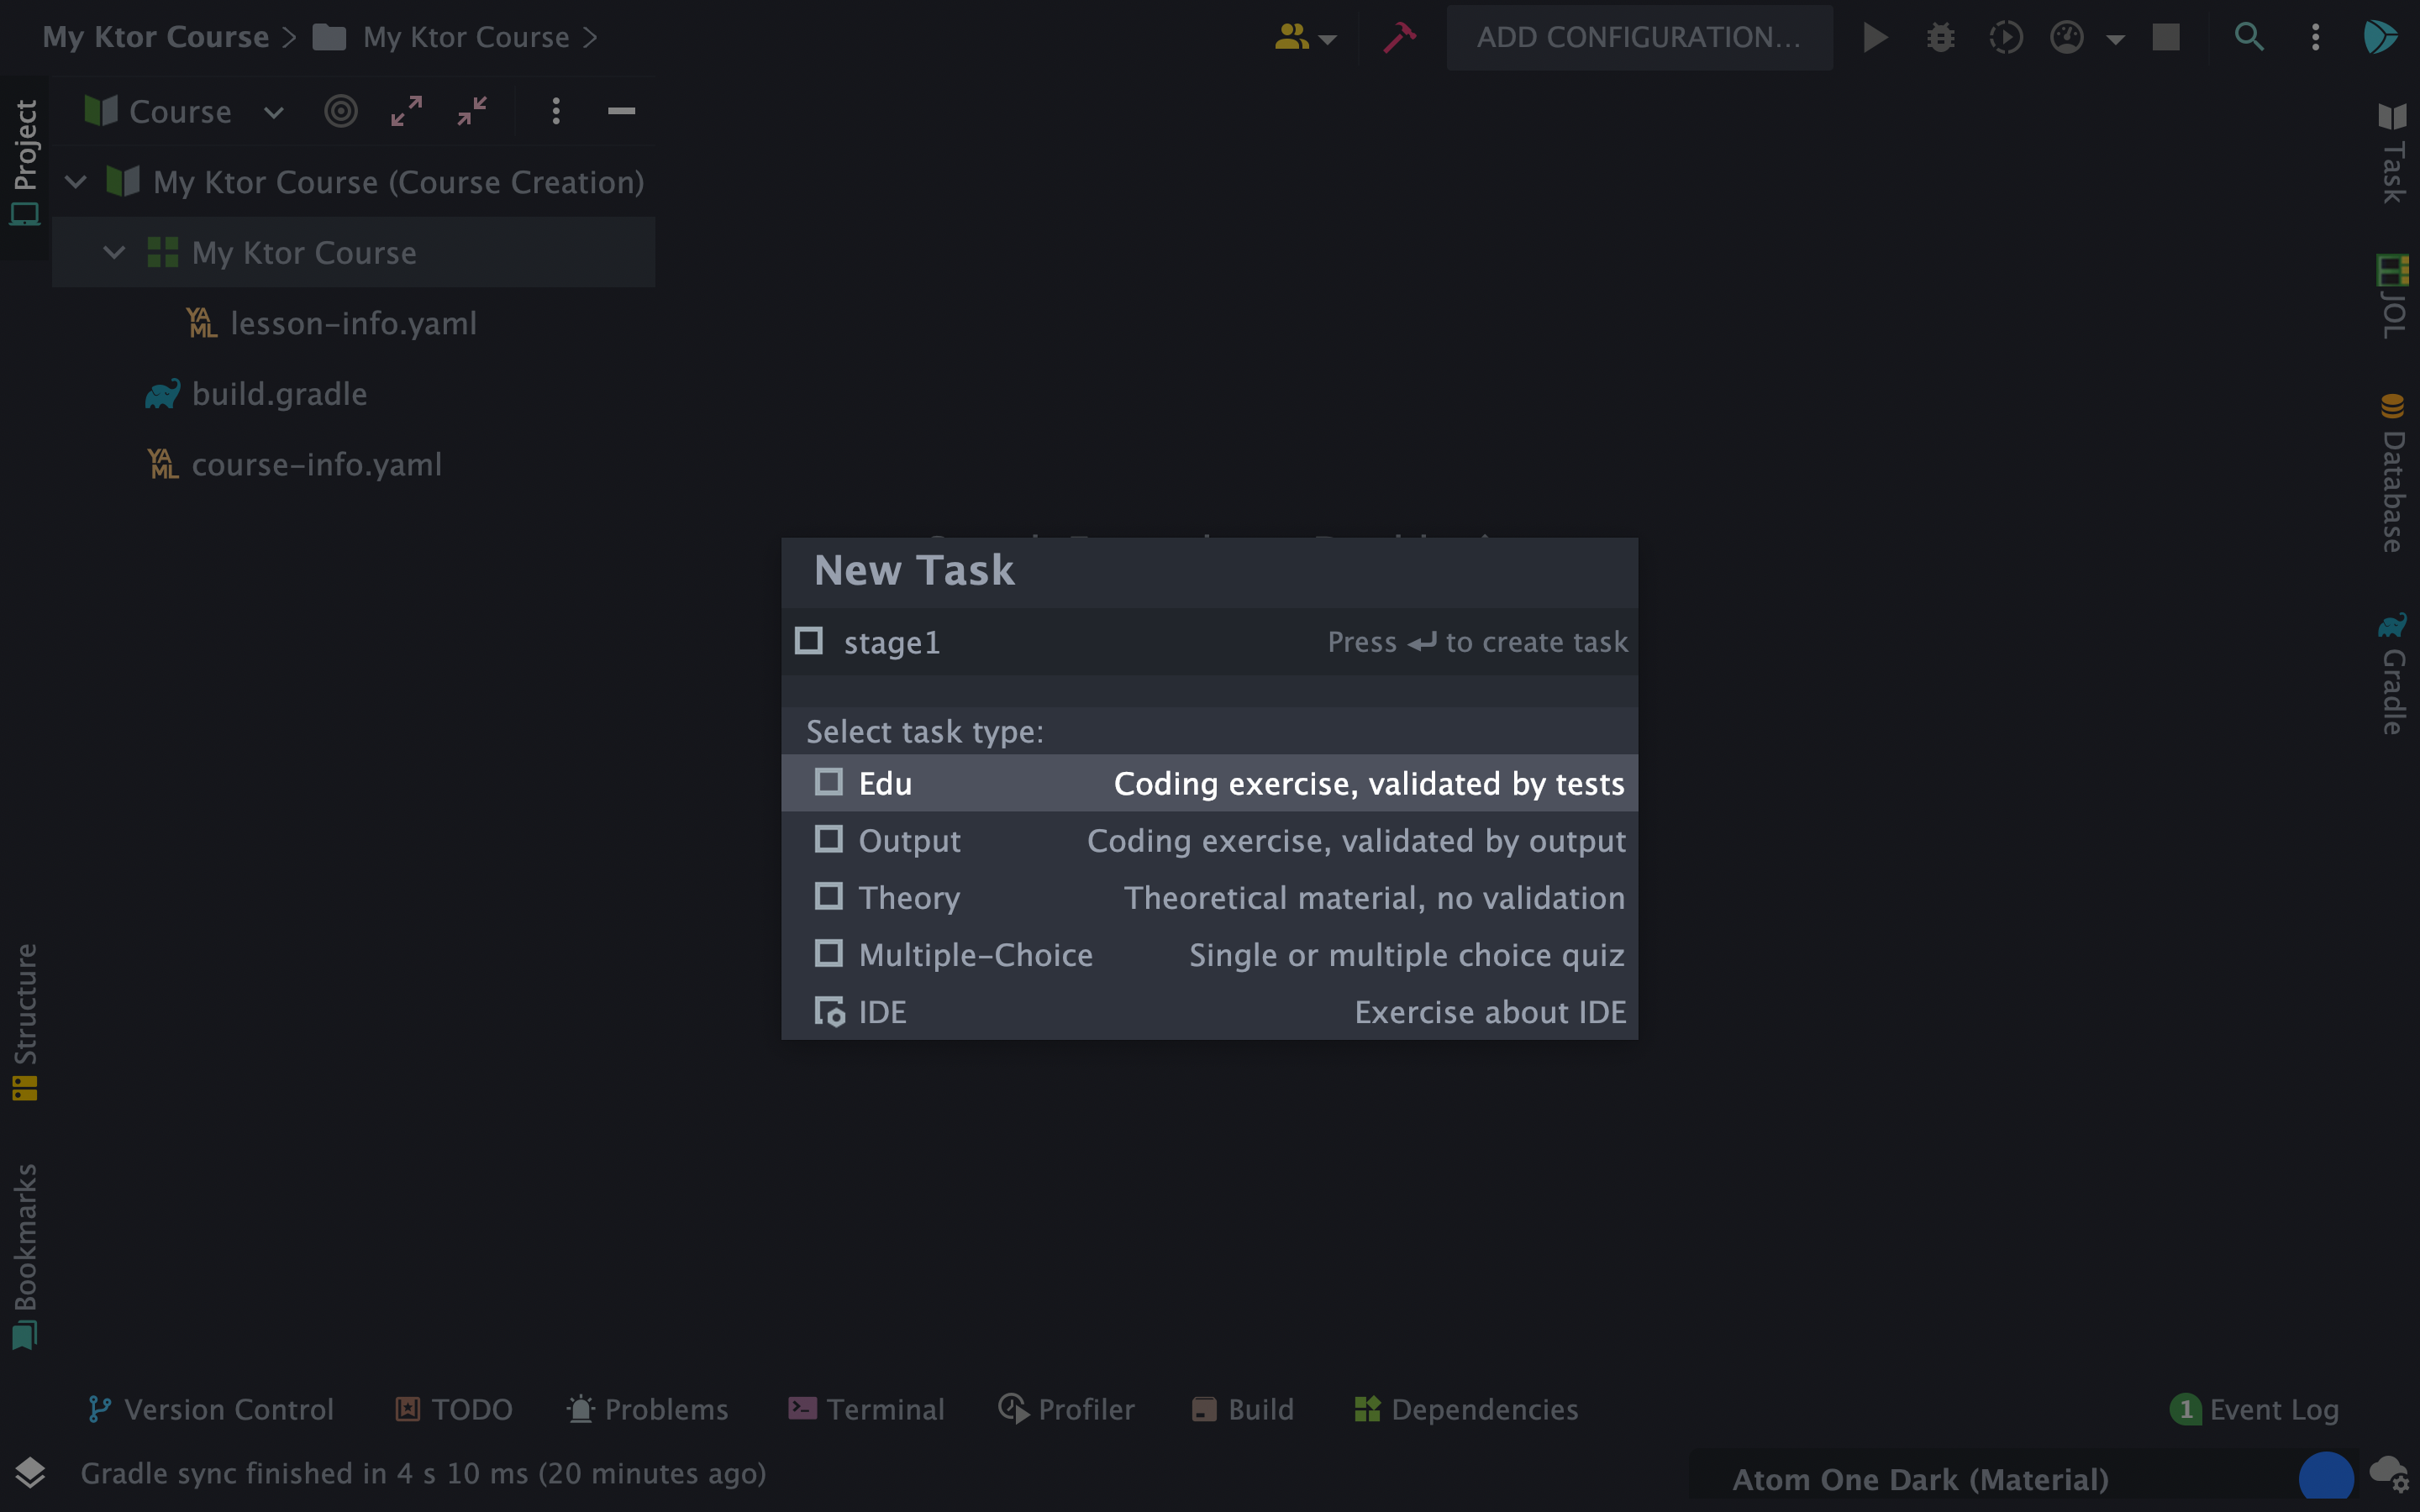 My Ktor Course
My Ktor Course
ADD CONFIGURATION...
Project
Course
My Ktor Course (Course Creation)
My Ktor Course
YAML lesson-info.yaml
build.gradle
YAML course-info.yaml
New Task
stage1 Press ↵ to create task
Select task type:
Edu Coding exercise, validated by tests
Output Coding exercise, validated by output
Theory Theoretical material, no validation
Multiple-Choice Single or multiple choice quiz
IDE Exercise about IDE
Task
JOL
Database
Gradle
Structure
Bookmarks
Version Control TODO Problems Terminal Profiler Build Dependencies 1 Event Log
Gradle sync finished in 4 s 10 ms (20 minutes ago) Atom One Dark (Material)